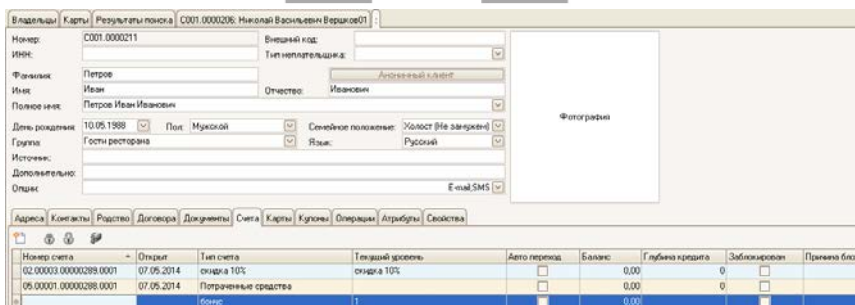 Владельцы Карты Результаты поиска С001.0000206: Николай Васильевич Вершков01
Номер: С001.0000211 Внешний код:
ИНН: Тип неплательщика:
Фамилия: Петров Анонимный клиент
Имя: Иван Отчество: Иванович
Полное имя: Петров Иван Иванович
День рождения: 10.05.1988 Пол: Мужской Семейное положение: Холост (Не замужем)
Группа: Гости ресторана Язык: Русский
Источник:
Дополнительно:
Опции: E-mail;SMS
Фотография
Адреса Контакты Родство Договора Документы Счета Карты Купоны Операции Атрибуты Свойства
Номер счета Открыт Тип счета Текущий уровень Авто переход Баланс Глубина кредита Заблокирован Причина бло
02.00003.00000289.0001 07.05.2014 скидка 10% скидка 10% 0,00 0
05.00001.00000288.0001 07.05.2014 Потраченные средства 0,00 0
бонус 1 0,00